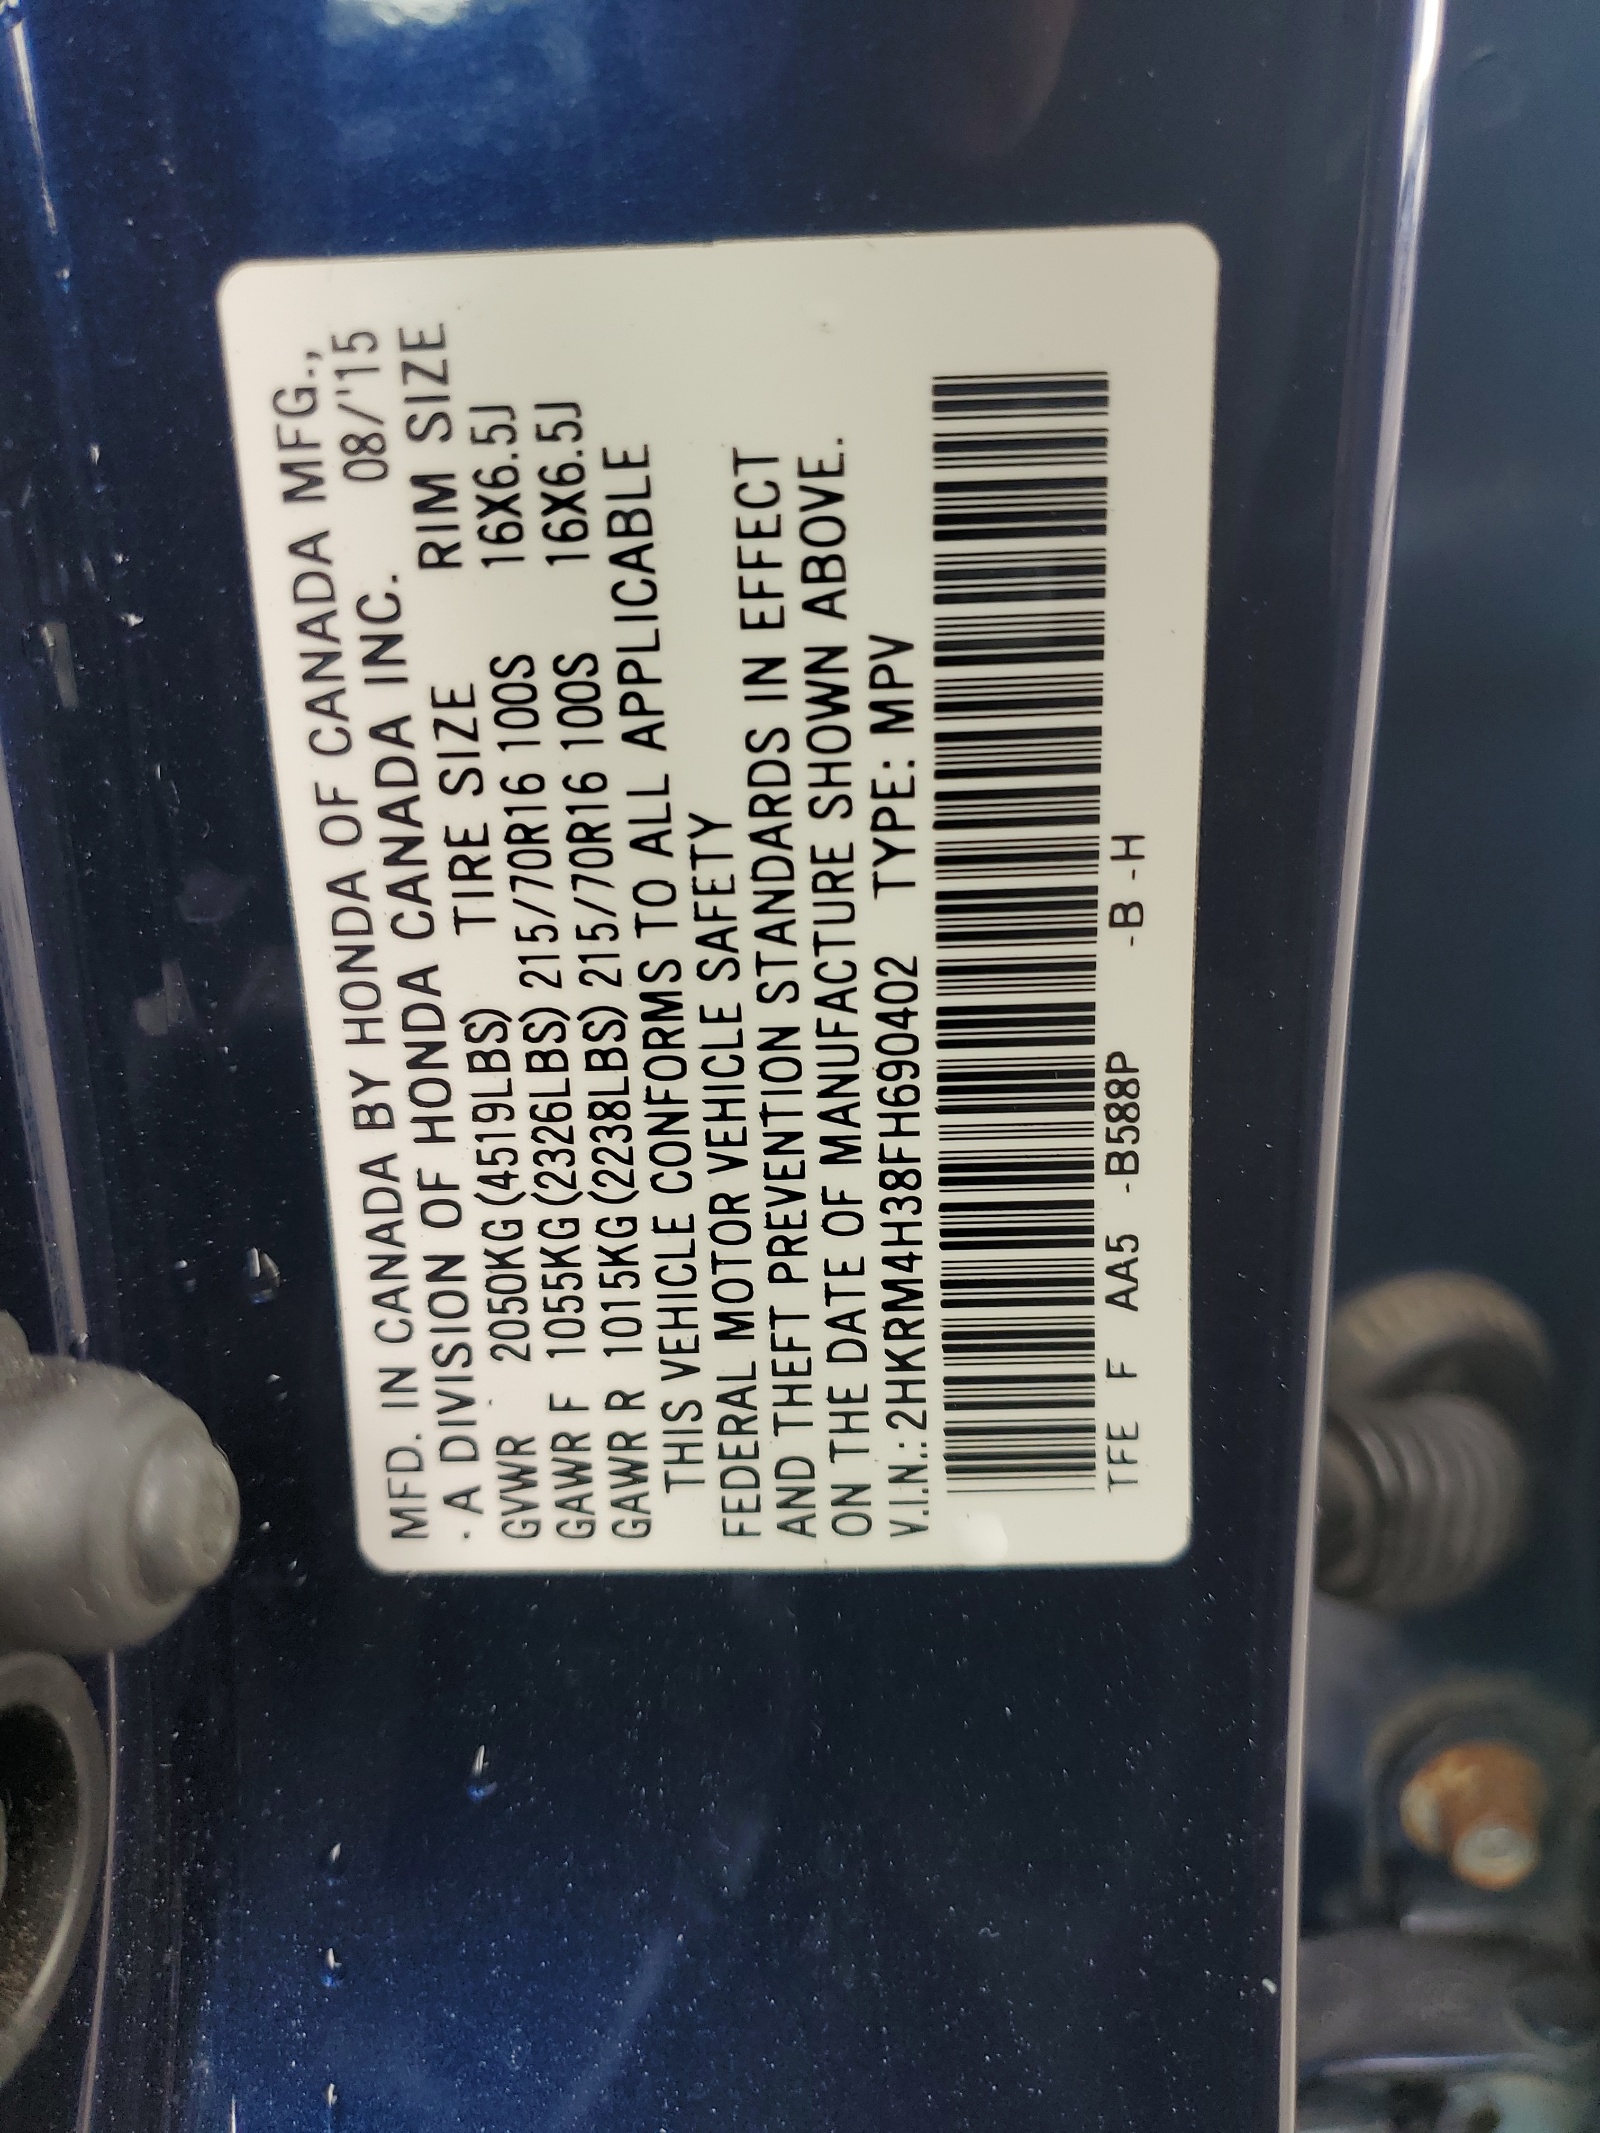 MFD. IN CANADA BY HONDA OF CANADA MFG.,
· A DIVISION OF HONDA CANADA INC. 08/'15
TIRE SIZE RIM SIZE
GVWR 2050KG (4519LBS)
GAWR F 1055KG (2326LBS) 215/70R16 100S 16X6.5J
GAWR R 1015KG (2238LBS) 215/70R16 100S 16X6.5J
THIS VEHICLE CONFORMS TO ALL APPLICABLE
FEDERAL MOTOR VEHICLE SAFETY
AND THEFT PREVENTION STANDARDS IN EFFECT
ON THE DATE OF MANUFACTURE SHOWN ABOVE.
V.I.N.: 2HKRM4H38FH690402 TYPE: MPV
TFE F AA5 -B588P -B -H